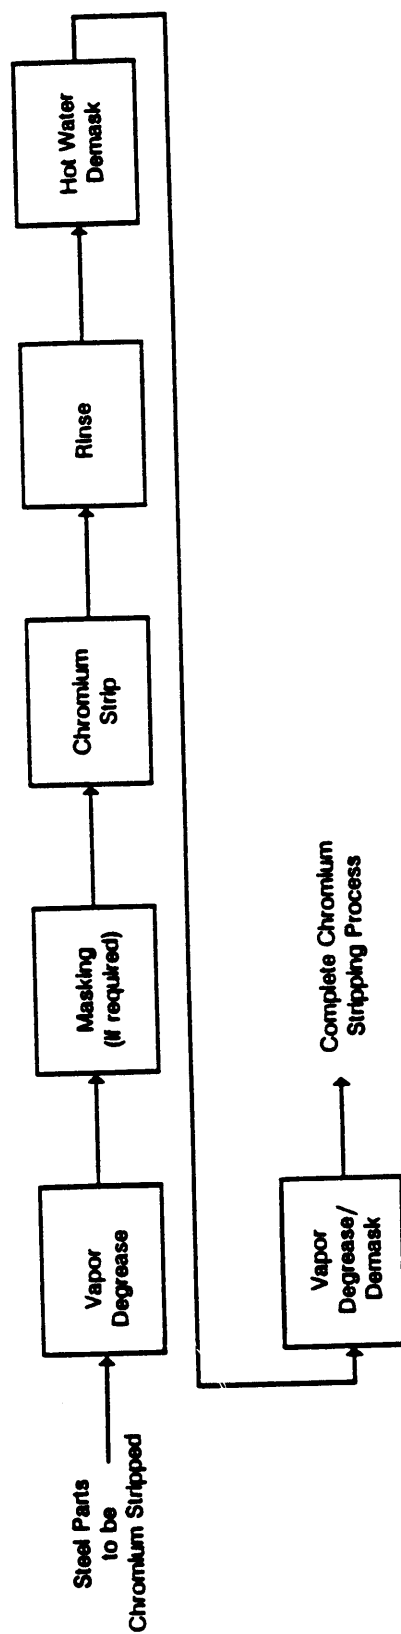 Steel Parts
to be
Chromium Stripped
Vapor
Degrease
Masking
(If required)
Chromium
Strip
Rinse
Hot Water
Demask
Vapor
Degrease/
Demask
Complete Chromium
Stripping Process